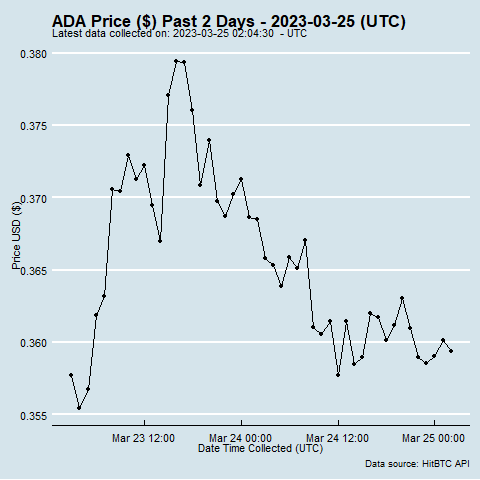 ADA Price ($) Past 2 Days - 2023-03-25 (UTC)
Latest data collected on: 2023-03-25 02:04:30  - UTC
0.380
0.375
0.370
0.365
0.360
0.355
Price USD ($)
Mar 23 12:00
Mar 24 00:00
Mar 24 12:00
Mar 25 00:00
Date Time Collected (UTC)
Data source: HitBTC API